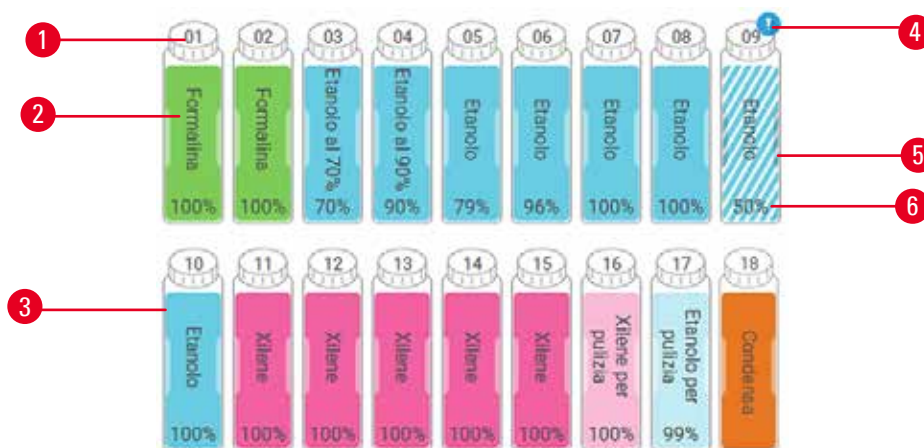 1
01 02 03 04 05 06 07 08 09
4
2
Formalina
Formalina
Etanolo al 70%
Etanolo al 90%
Etanolo
Etanolo
Etanolo
Etanolo
Etanolo
5
100% 100% 70% 90% 79% 96% 100% 100% 50%
6
10 11 12 13 14 15 16 17 18
3
Etanolo
Xilene
Xilene
Xilene
Xilene
Xilene
Xilene per
pulizia
Etanolo per
pulizia
Condensa
100% 100% 100% 100% 100% 100% 100% 99%